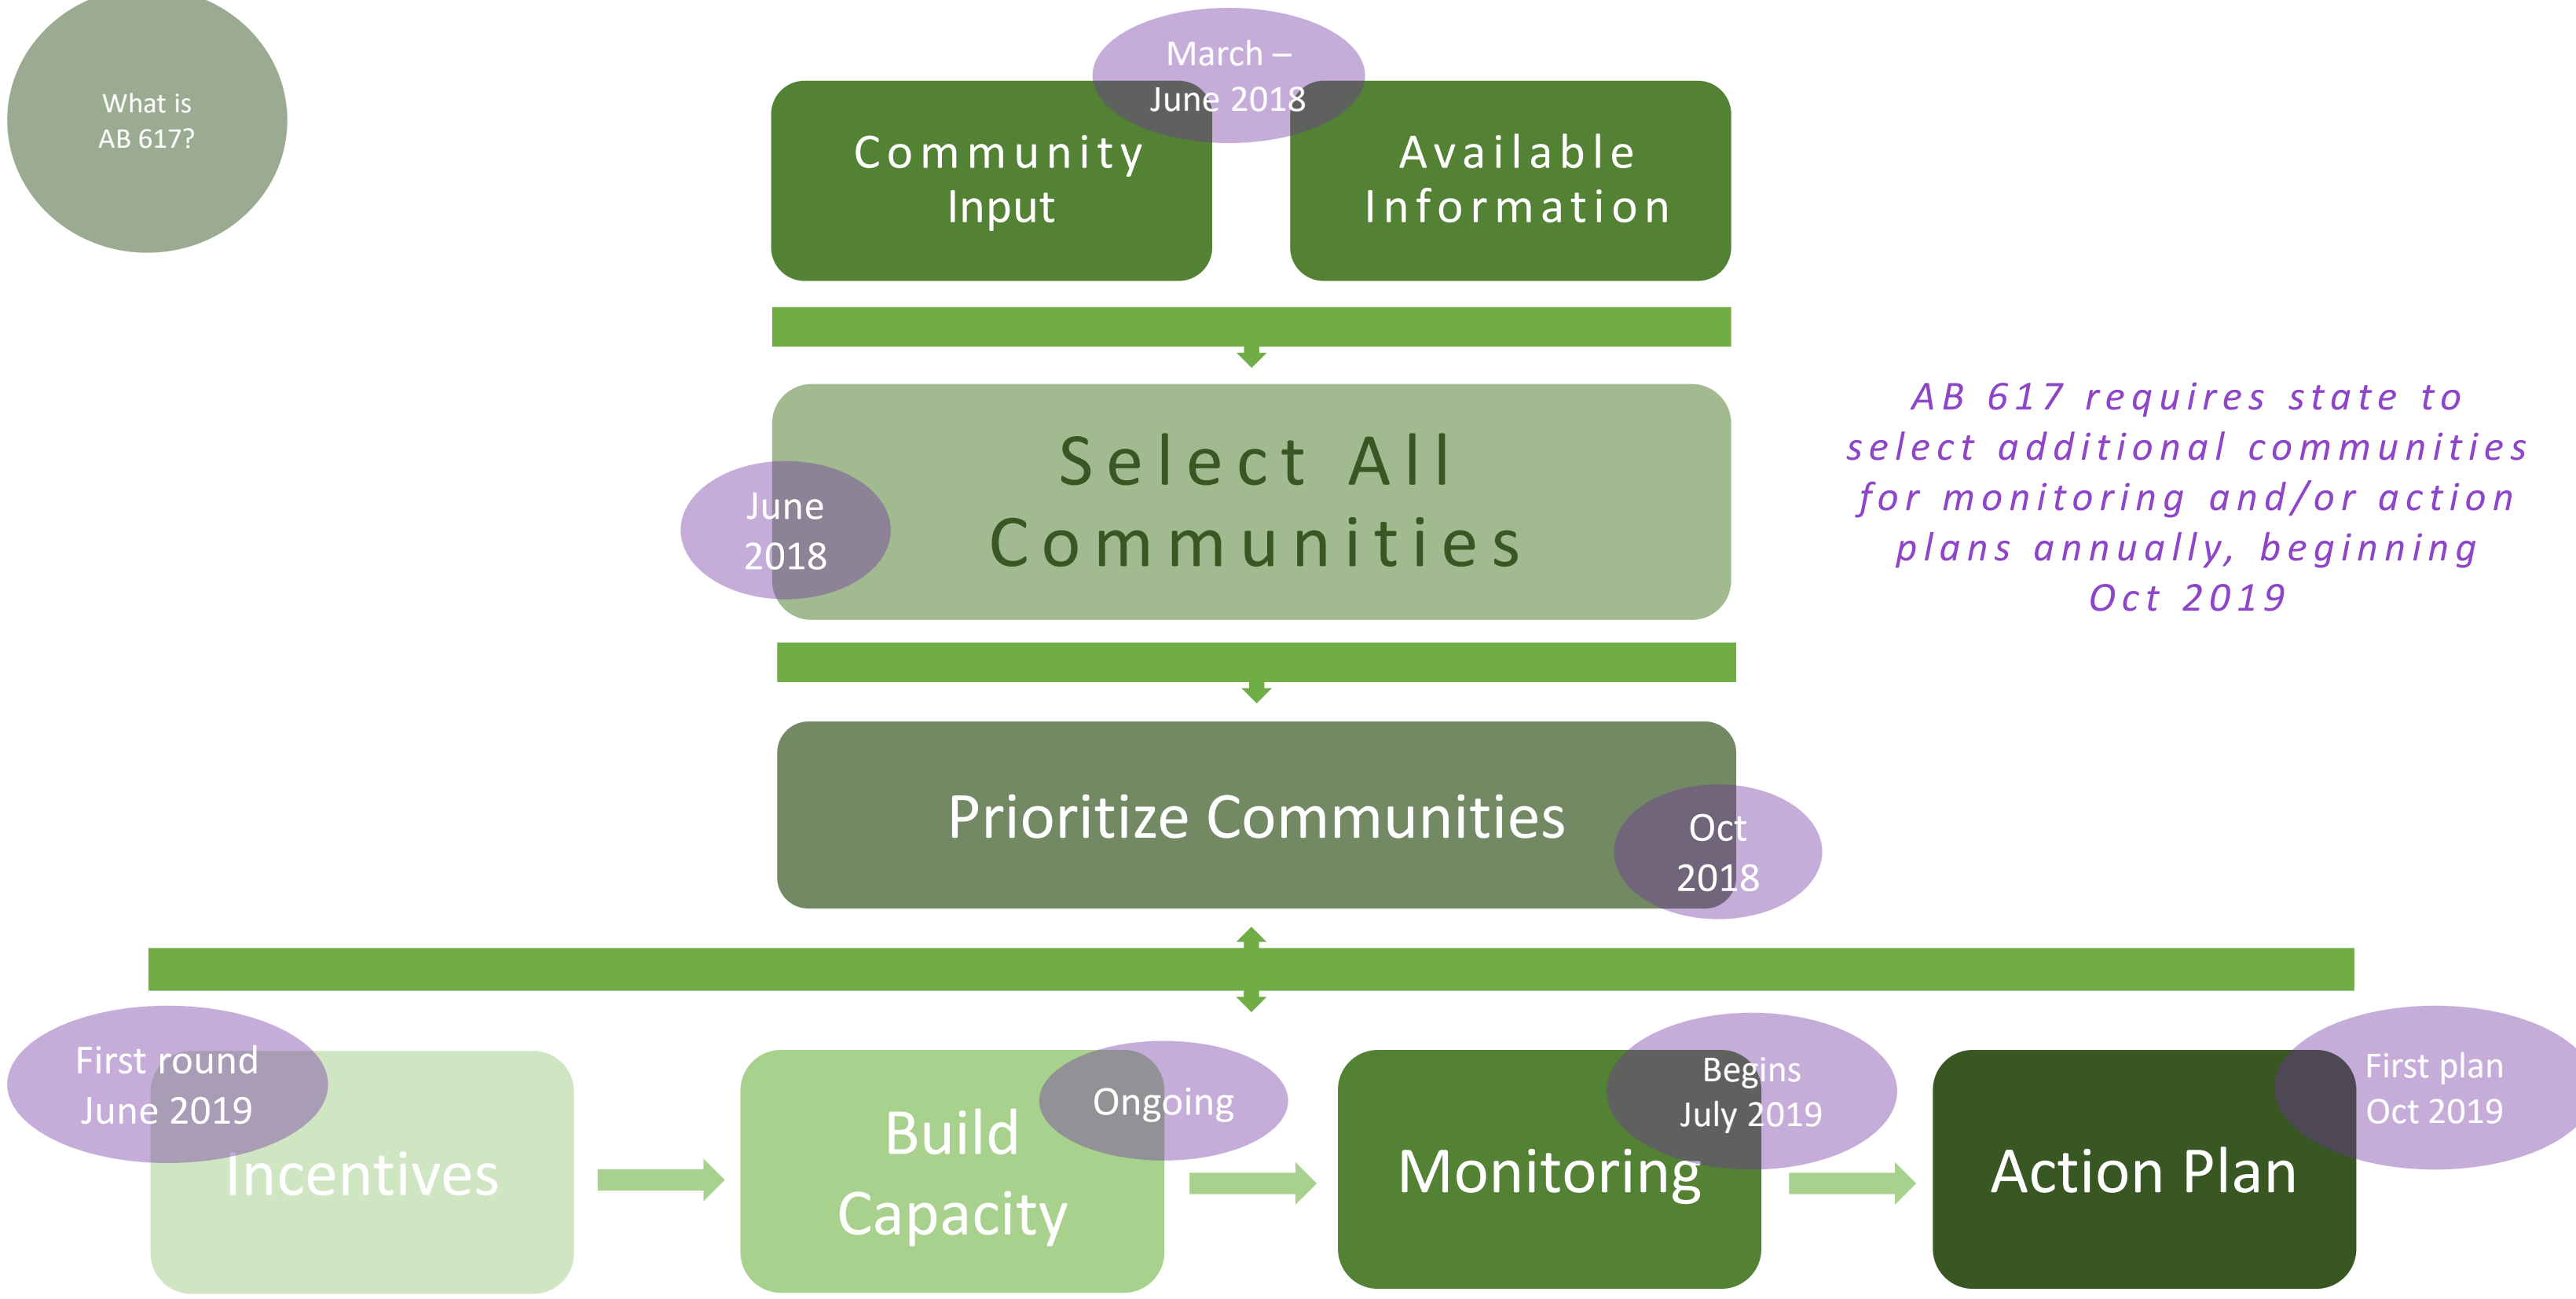 What is
AB 617?
March –
June 2018
Community
Input
Available
Information
Select All
Communities
June
2018
AB 617 requires state to
select additional communities
for monitoring and/or action
plans annually, beginning
Oct 2019
Prioritize Communities
Oct
2018
First round
June 2019
Incentives
Ongoing
Build
Capacity
Begins
July 2019
Monitoring
First plan
Oct 2019
Action Plan